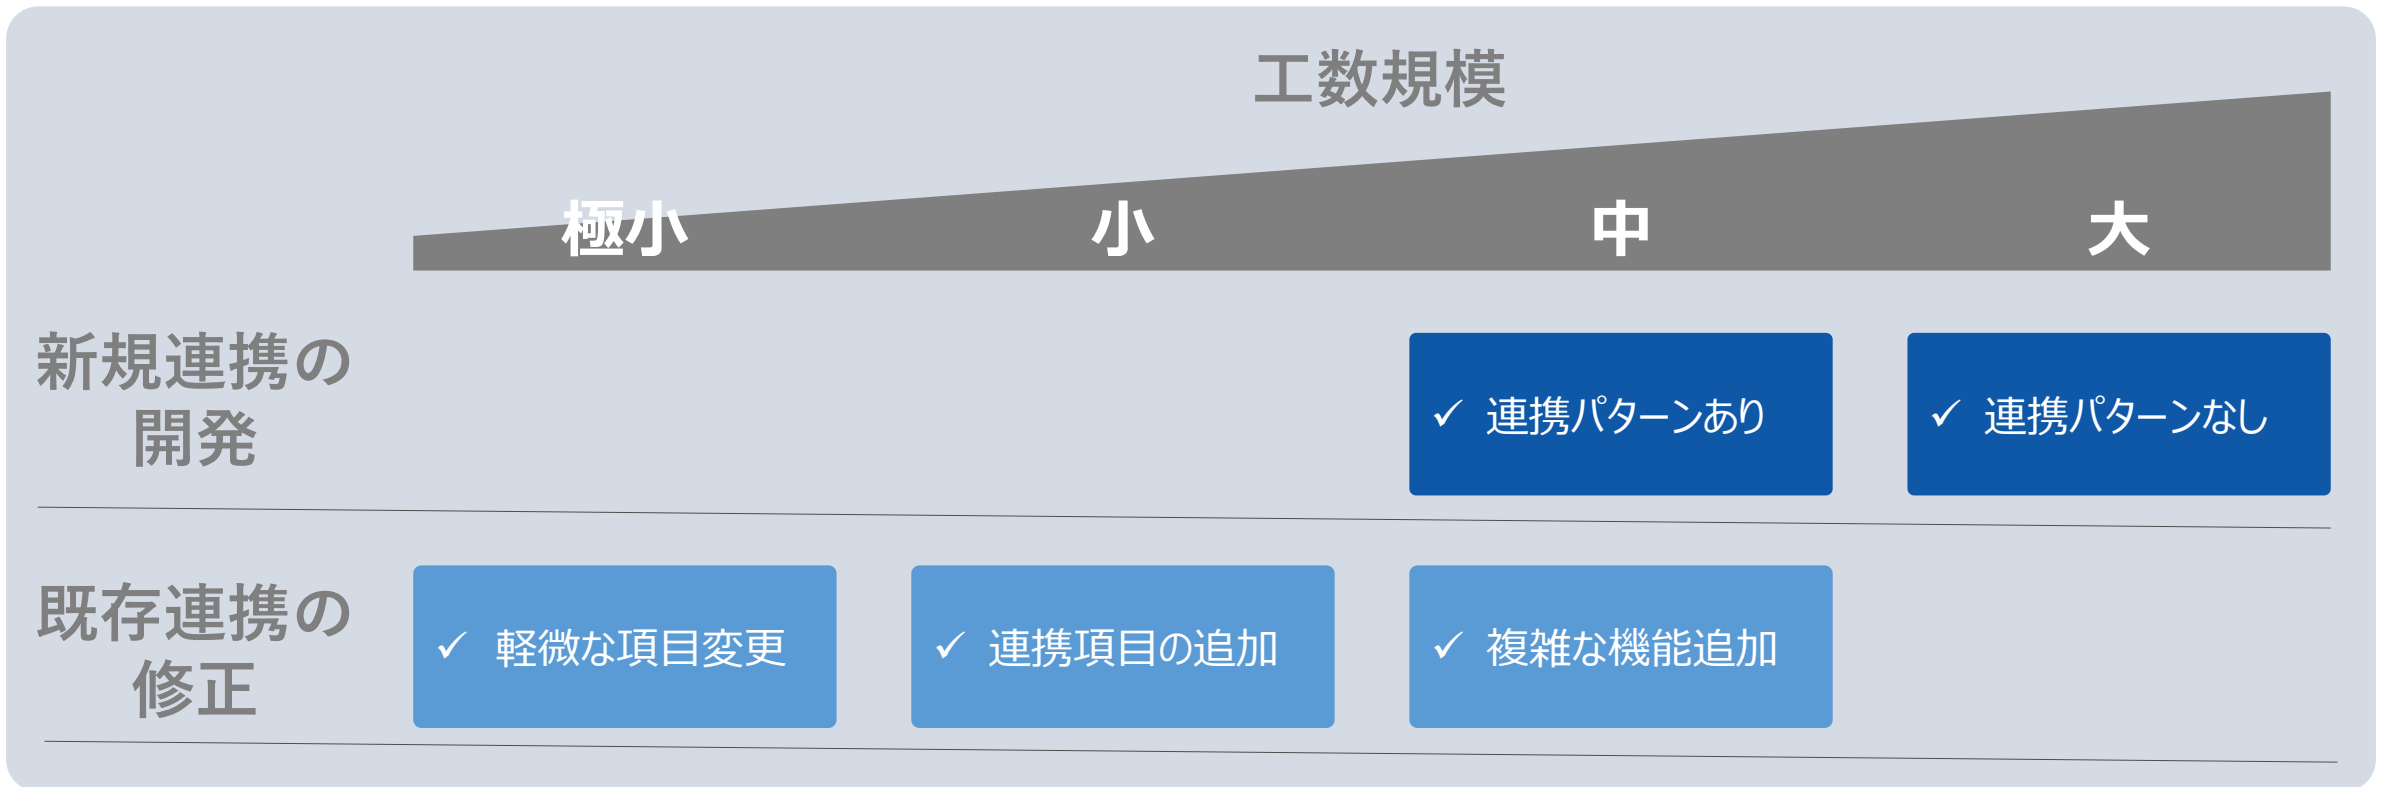 工数規模
極小
小
中
大
新規連携の
開発
✓ 連携パターンあり
✓ 連携パターンなし
既存連携の
修正
✓ 軽微な項目変更
✓ 連携項目の追加
✓ 複雑な機能追加